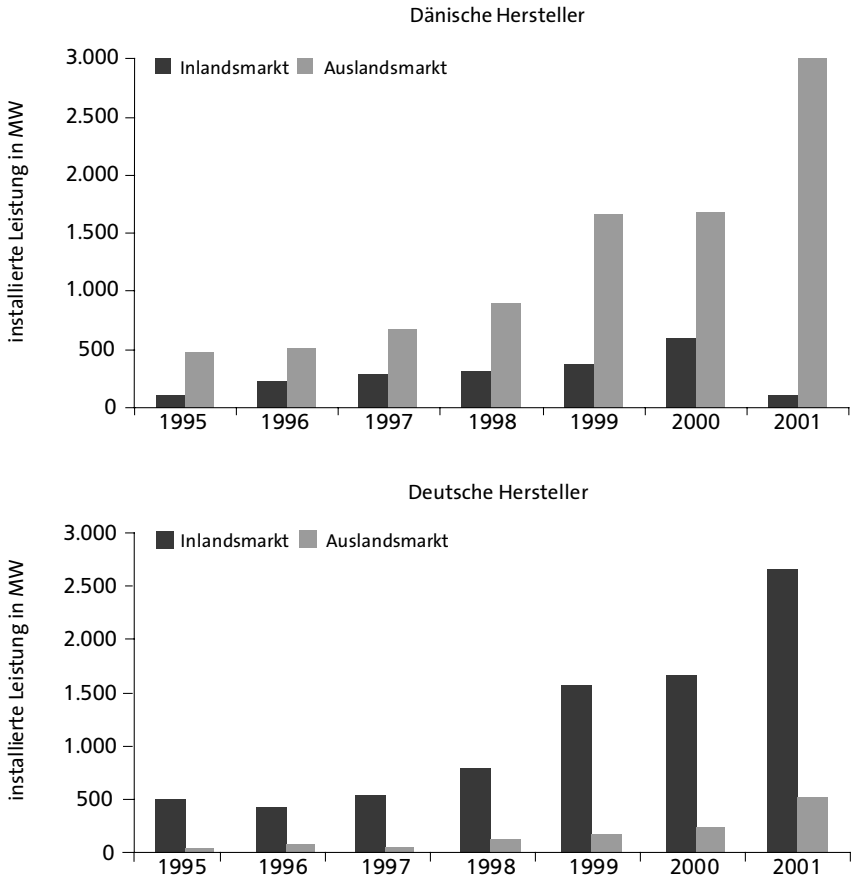 Dänische Hersteller
installierte Leistung in MW
Inlandsmarkt Auslandsmarkt
3.000
2.500
2.000
1.500
1.000
500
0
1995 1996 1997 1998 1999 2000 2001
Deutsche Hersteller
installierte Leistung in MW
Inlandsmarkt Auslandsmarkt
3.000
2.500
2.000
1.500
1.000
500
0
1995 1996 1997 1998 1999 2000 2001